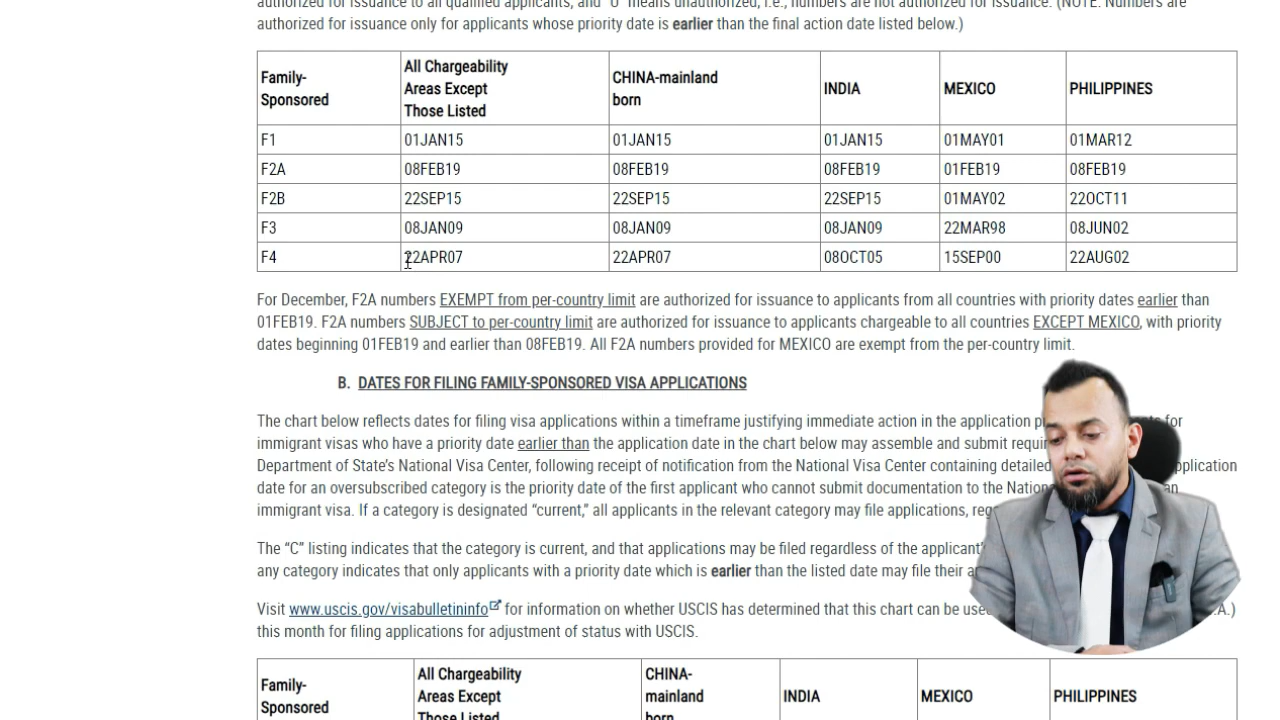 authorized for issuance to all qualified applicants, and "U" means unauthorized, i.e., numbers are not authorized for issuance. (NOTE: Numbers are
authorized for issuance only for applicants whose priority date is earlier than the final action date listed below.)
Family-Sponsored | All Chargeability Areas Except Those Listed | CHINA-mainland born | INDIA | MEXICO | PHILIPPINES
F1 | 01JAN15 | 01JAN15 | 01JAN15 | 01MAY01 | 01MAR12
F2A | 08FEB19 | 08FEB19 | 08FEB19 | 01FEB19 | 08FEB19
F2B | 22SEP15 | 22SEP15 | 22SEP15 | 01MAY02 | 22OCT11
F3 | 08JAN09 | 08JAN09 | 08JAN09 | 22MAR98 | 08JUN02
F4 | 22APR07 | 22APR07 | 08OCT05 | 15SEP00 | 22AUG02
For December, F2A numbers EXEMPT from per-country limit are authorized for issuance to applicants from all countries with priority dates earlier than
01FEB19. F2A numbers SUBJECT to per-country limit are authorized for issuance to applicants chargeable to all countries EXCEPT MEXICO, with priority
dates beginning 01FEB19 and earlier than 08FEB19. All F2A numbers provided for MEXICO are exempt from the per-country limit.
B. DATES FOR FILING FAMILY-SPONSORED VISA APPLICATIONS
The chart below reflects dates for filing visa applications within a timeframe justifying immediate action in the application for
immigrant visas who have a priority date earlier than the application date in the chart below may assemble and submit
Department of State's National Visa Center, following receipt of notification from the National Visa Center containing detailed
date for an oversubscribed category is the priority date of the first applicant who cannot submit documentation to the an
immigrant visa. If a category is designated "current," all applicants in the relevant category may file applications,
The "C" listing indicates that the category is current, and that applications may be filed regardless of the
any category indicates that only applicants with a priority date which is earlier than the listed date may file their
Visit www.uscis.gov/visabulletininfo for information on whether USCIS has determined that this chart can be A.)
this month for filing applications for adjustment of status with USCIS.
Family-Sponsored | All Chargeability Areas Except Those Listed | CHINA-mainland born | INDIA | MEXICO | PHILIPPINES